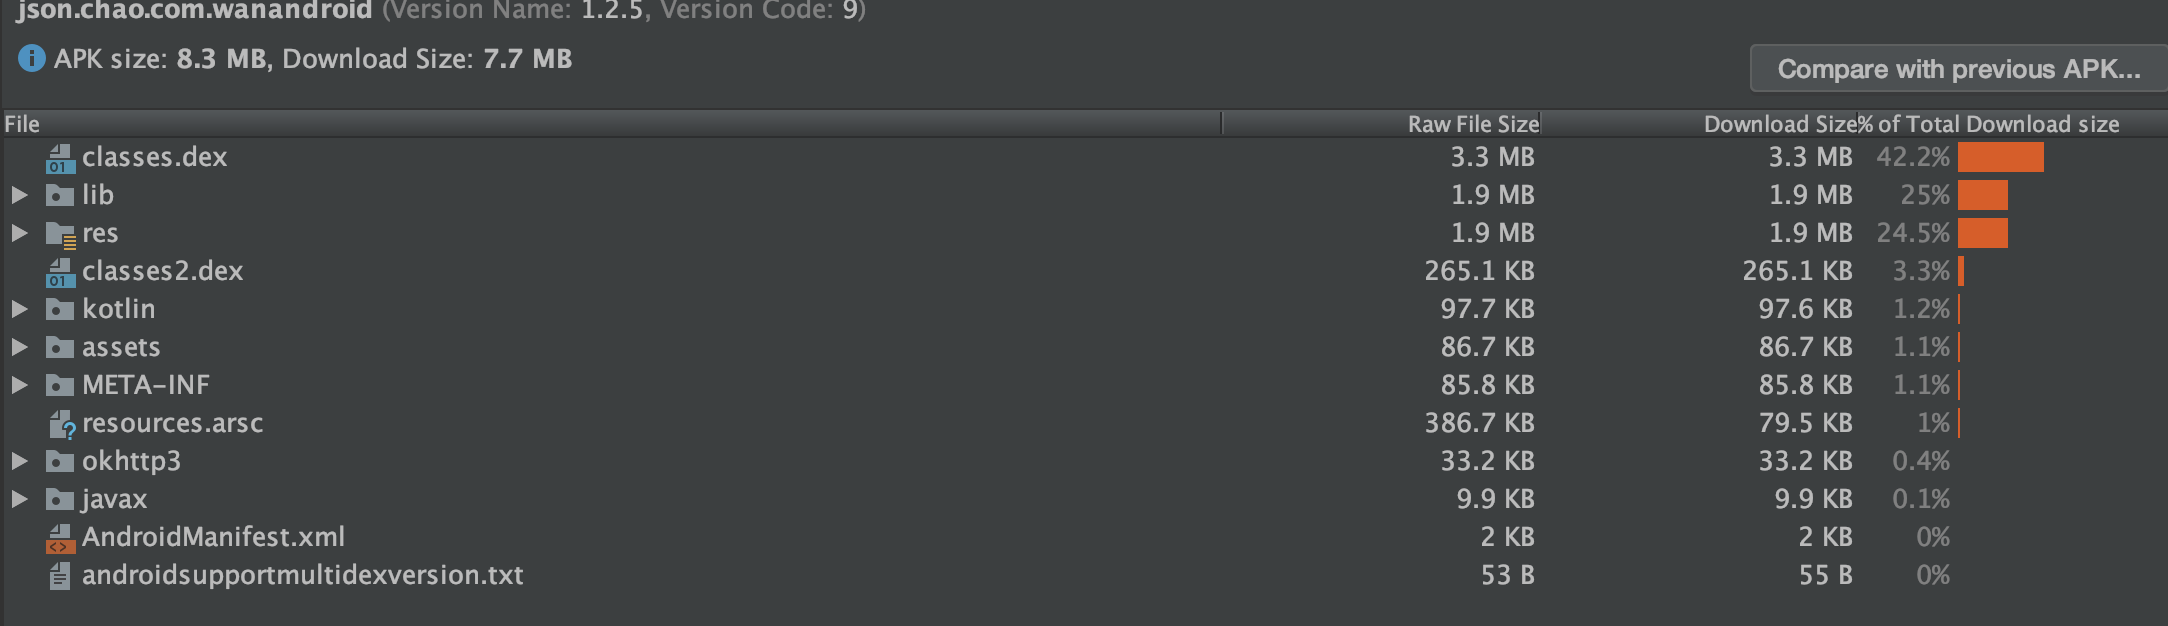 json.chao.com.wanandroid (Version Name: 1.2.5, Version Code: 9)
APK size: 8.3 MB, Download Size: 7.7 MB
Compare with previous APK...
File Raw File Size Download Size % of Total Download size
classes.dex 3.3 MB 3.3 MB 42.2%
lib 1.9 MB 1.9 MB 25%
res 1.9 MB 1.9 MB 24.5%
classes2.dex 265.1 KB 265.1 KB 3.3%
kotlin 97.7 KB 97.6 KB 1.2%
assets 86.7 KB 86.7 KB 1.1%
META-INF 85.8 KB 85.8 KB 1.1%
resources.arsc 386.7 KB 79.5 KB 1%
okhttp3 33.2 KB 33.2 KB 0.4%
javax 9.9 KB 9.9 KB 0.1%
AndroidManifest.xml 2 KB 2 KB 0%
androidsupportmultidexversion.txt 53 B 55 B 0%